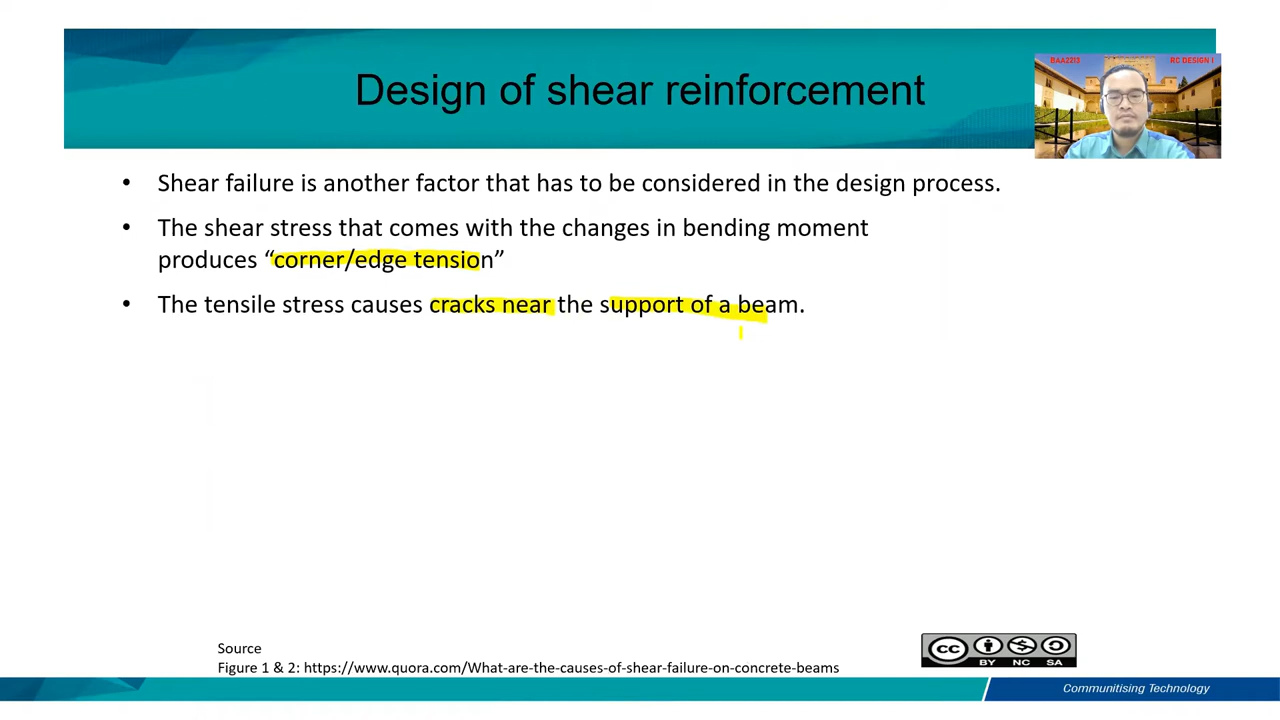 Design of shear reinforcement
BAA2213
RC DESIGN I
• Shear failure is another factor that has to be considered in the design process.
• The shear stress that comes with the changes in bending moment
produces “corner/edge tension”
• The tensile stress causes cracks near the support of a beam.
Source
Figure 1 & 2: https://www.quora.com/What-are-the-causes-of-shear-failure-on-concrete-beams
cc
BY NC SA
Communitising Technology